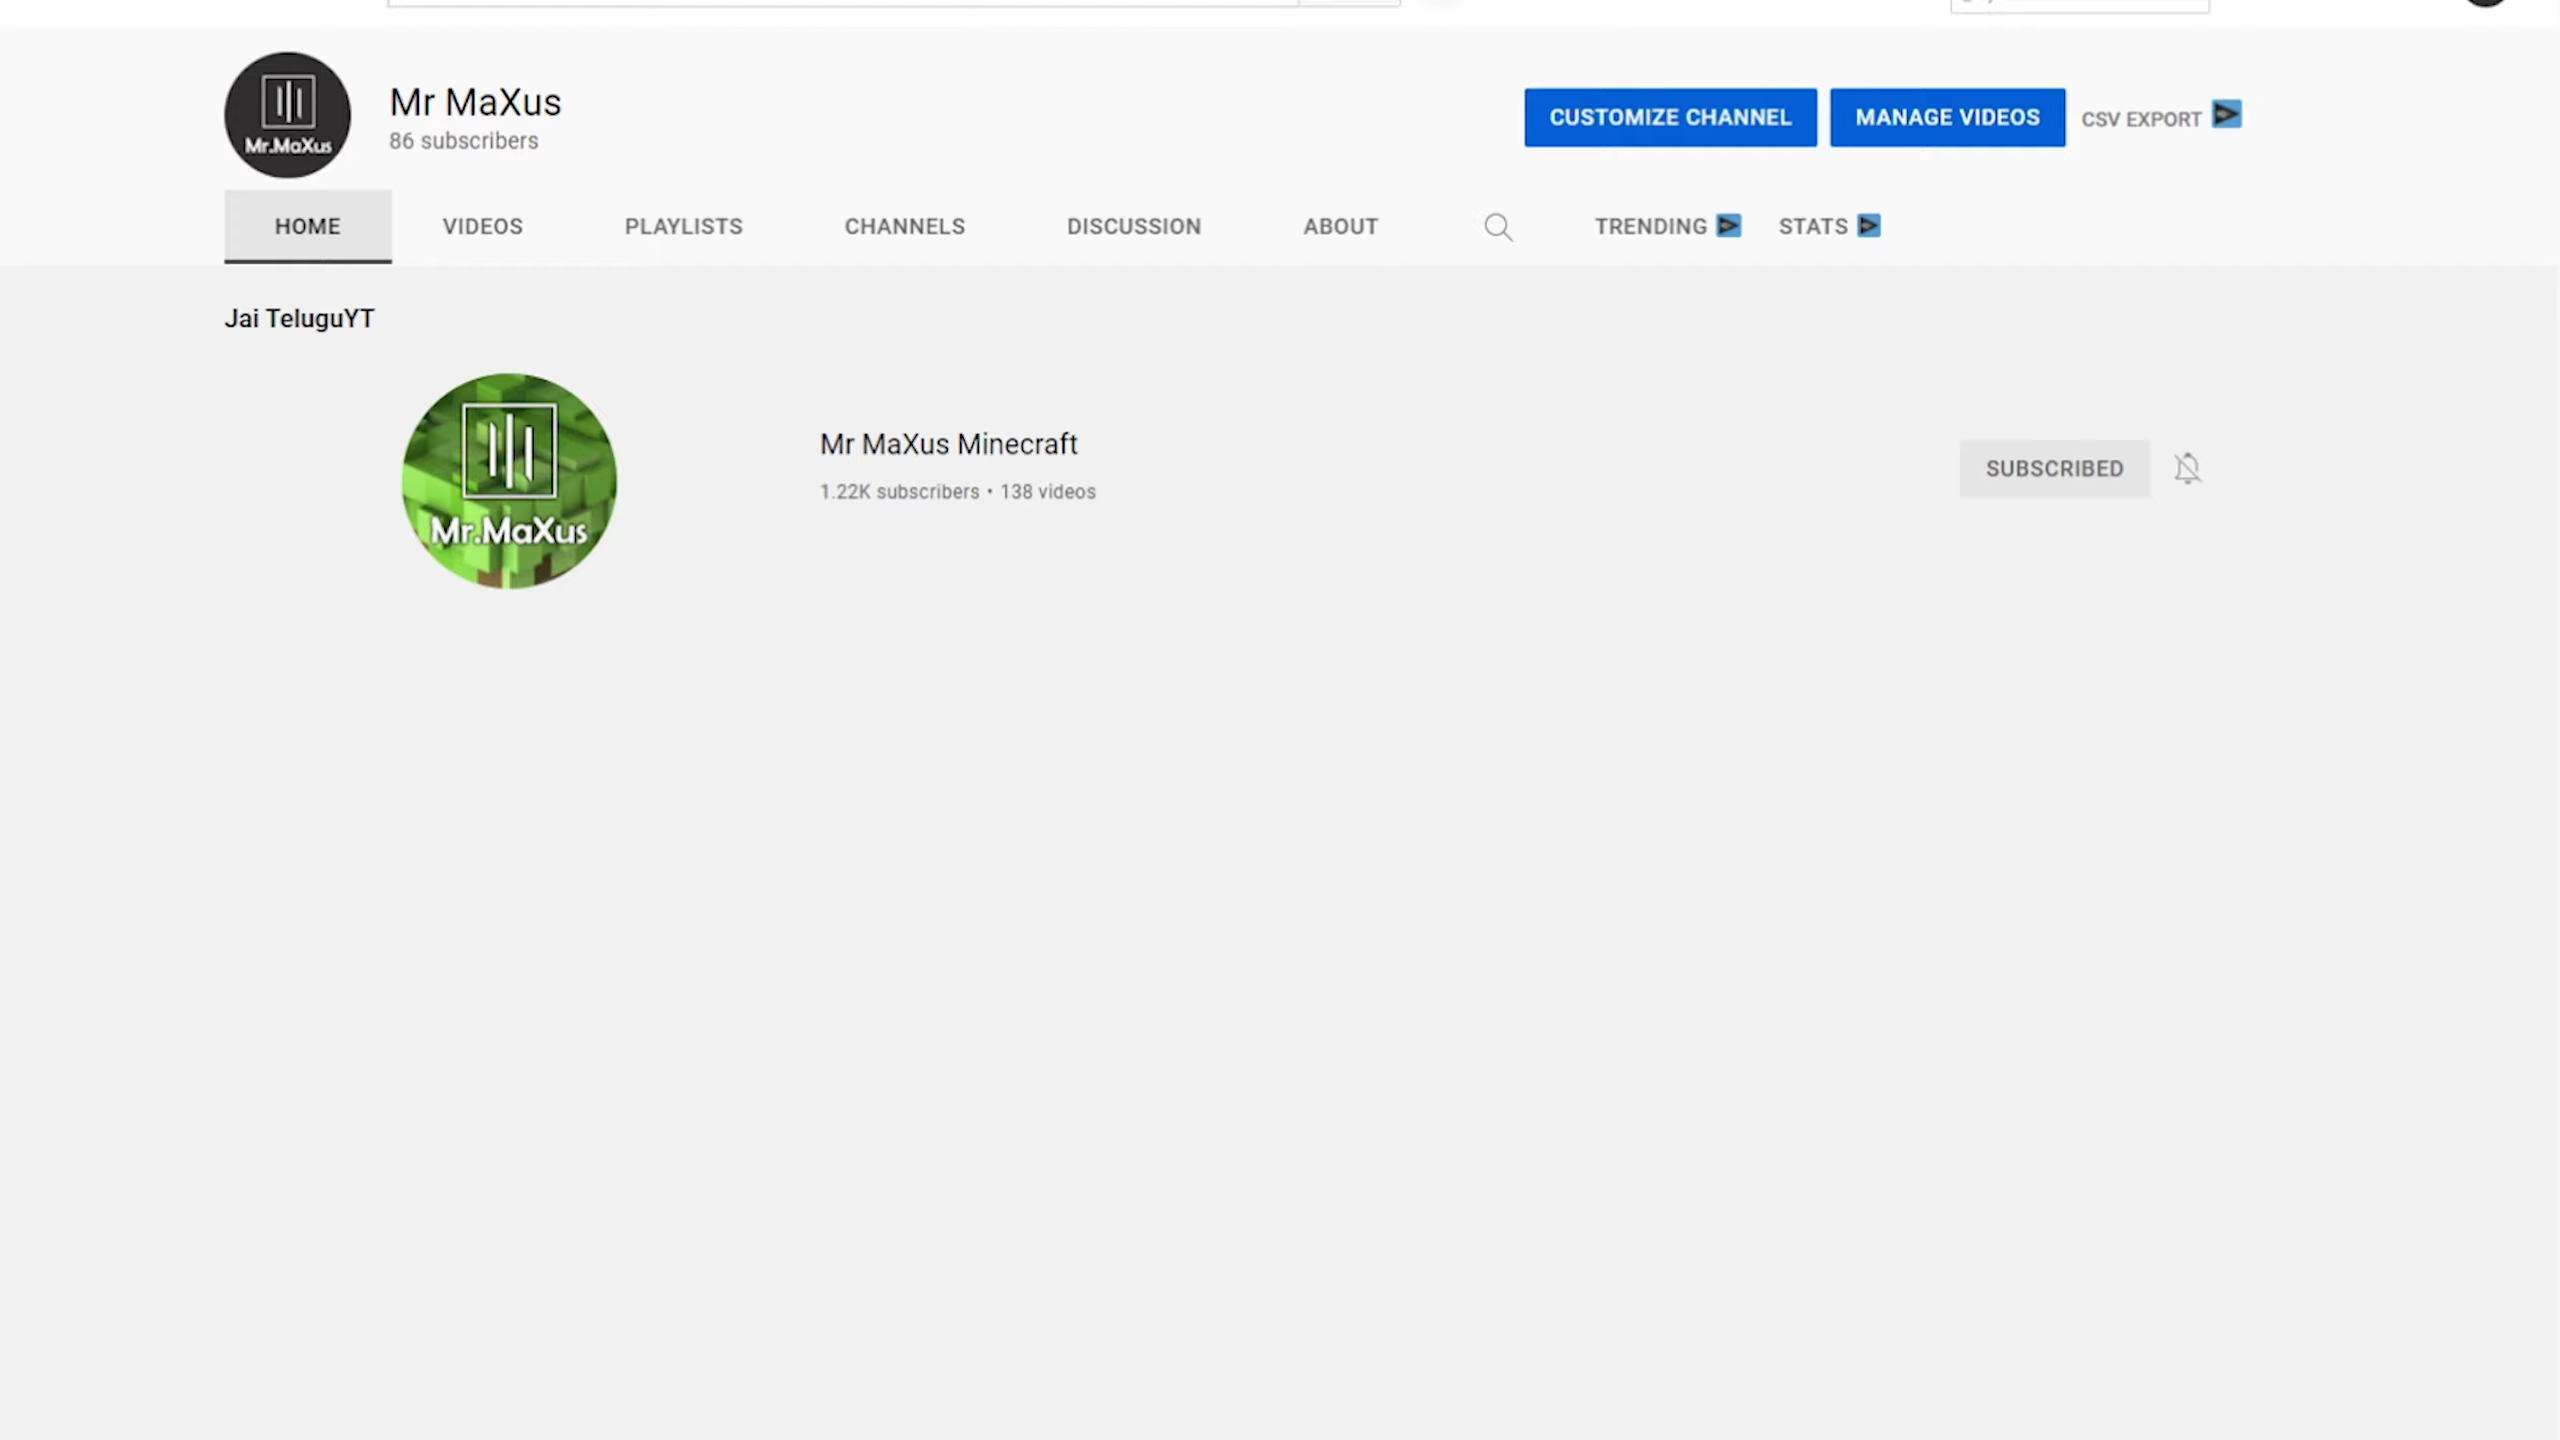 Mr.MaXus
Mr MaXus
86 subscribers
CUSTOMIZE CHANNEL
MANAGE VIDEOS
CSV EXPORT
HOME
VIDEOS
PLAYLISTS
CHANNELS
DISCUSSION
ABOUT
TRENDING
STATS
Jai TeluguYT
Mr.MaXus
Mr MaXus Minecraft
1.22K subscribers • 138 videos
SUBSCRIBED